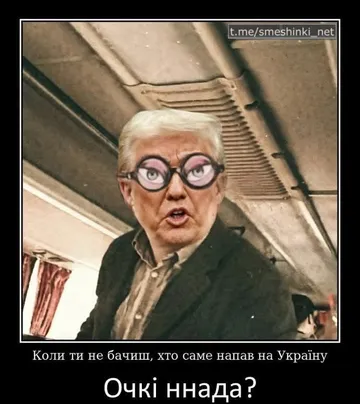 t.me/smeshinki_net
Коли ти не бачиш, хто саме напав на Україну
Очкі ннада?